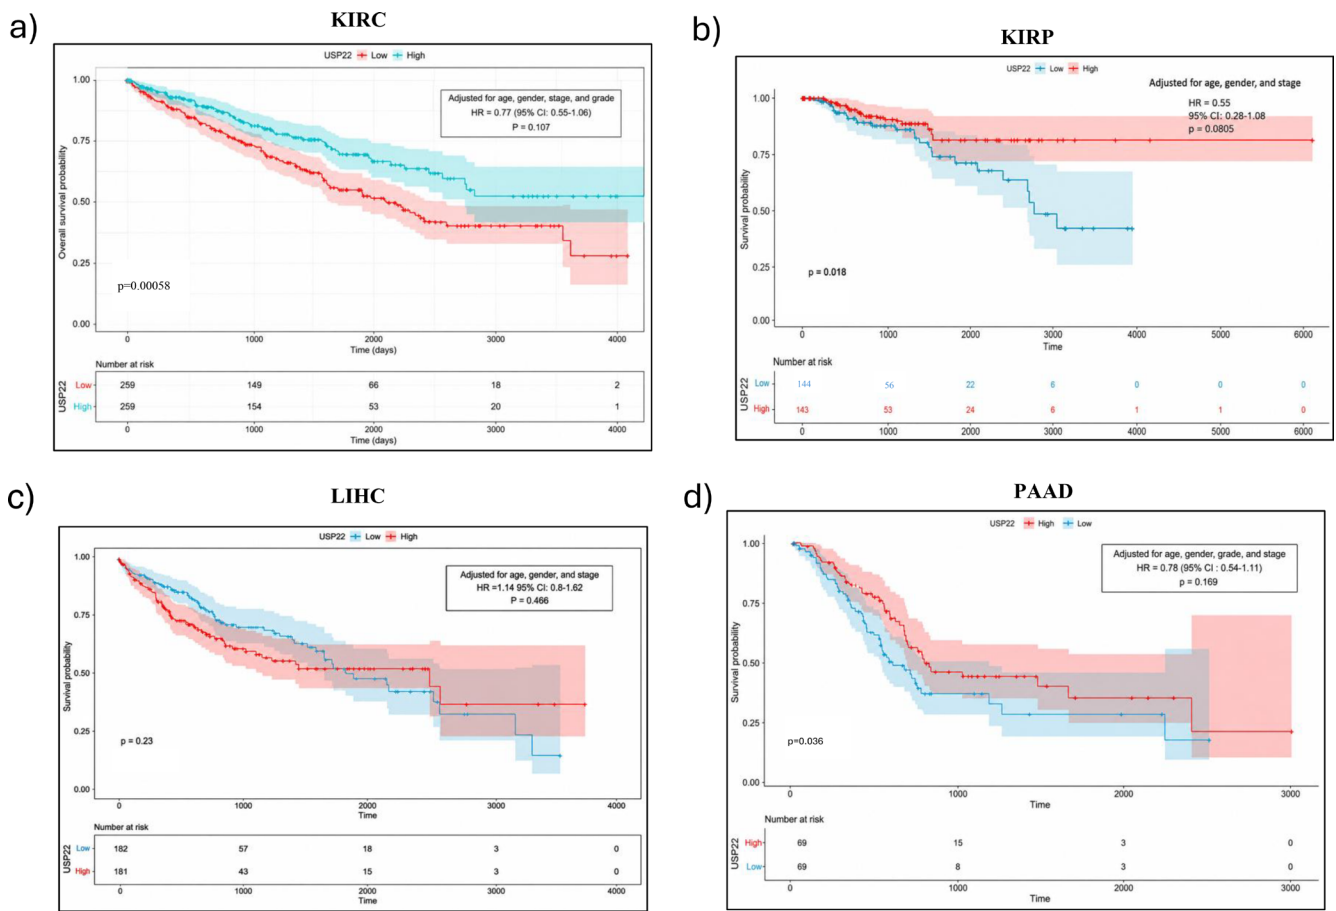 a)
KIRC
USP22 Low High
Overall survival probability
1.00
0.75
0.50
0.25
0.00
Adjusted for age, gender, stage, and grade
HR = 0.77 (95% CI: 0.55-1.06)
P = 0.107
p=0.00058
0 1000 2000 3000 4000
Time (days)
Number at risk
USP22
Low 259 149 66 18 2
High 259 154 53 20 1
0 1000 2000 3000 4000
Time (days)
b)
KIRP
USP22 Low High
Survival probability
1.00
0.75
0.50
0.25
0.00
Adjusted for age, gender, and stage
HR = 0.55
95% CI: 0.28-1.08
p = 0.0805
p = 0.018
0 1000 2000 3000 4000 5000 6000
Time
Number at risk
USP22
Low 144 56 22 6 0 0 0
High 143 53 24 6 1 1 0
0 1000 2000 3000 4000 5000 6000
Time
c)
LIHC
USP22 Low High
Survival probability
1.00
0.75
0.50
0.25
0.00
Adjusted for age, gender, and stage
HR =1.14 95% CI: 0.8-1.62
P = 0.466
p = 0.23
0 1000 2000 3000 4000
Time
Number at risk
USP22
Low 182 57 18 3 0
High 181 43 15 3 0
0 1000 2000 3000 4000
Time
d)
PAAD
USP22 High Low
Survival probability
1.00
0.75
0.50
0.25
0.00
Adjusted for age, gender, grade, and stage
HR = 0.78 (95% CI : 0.54-1.11)
p = 0.169
p=0.036
0 1000 2000 3000
Time
Number at risk
USP22
High 69 15 3 0
Low 69 8 3 0
0 1000 2000 3000
Time